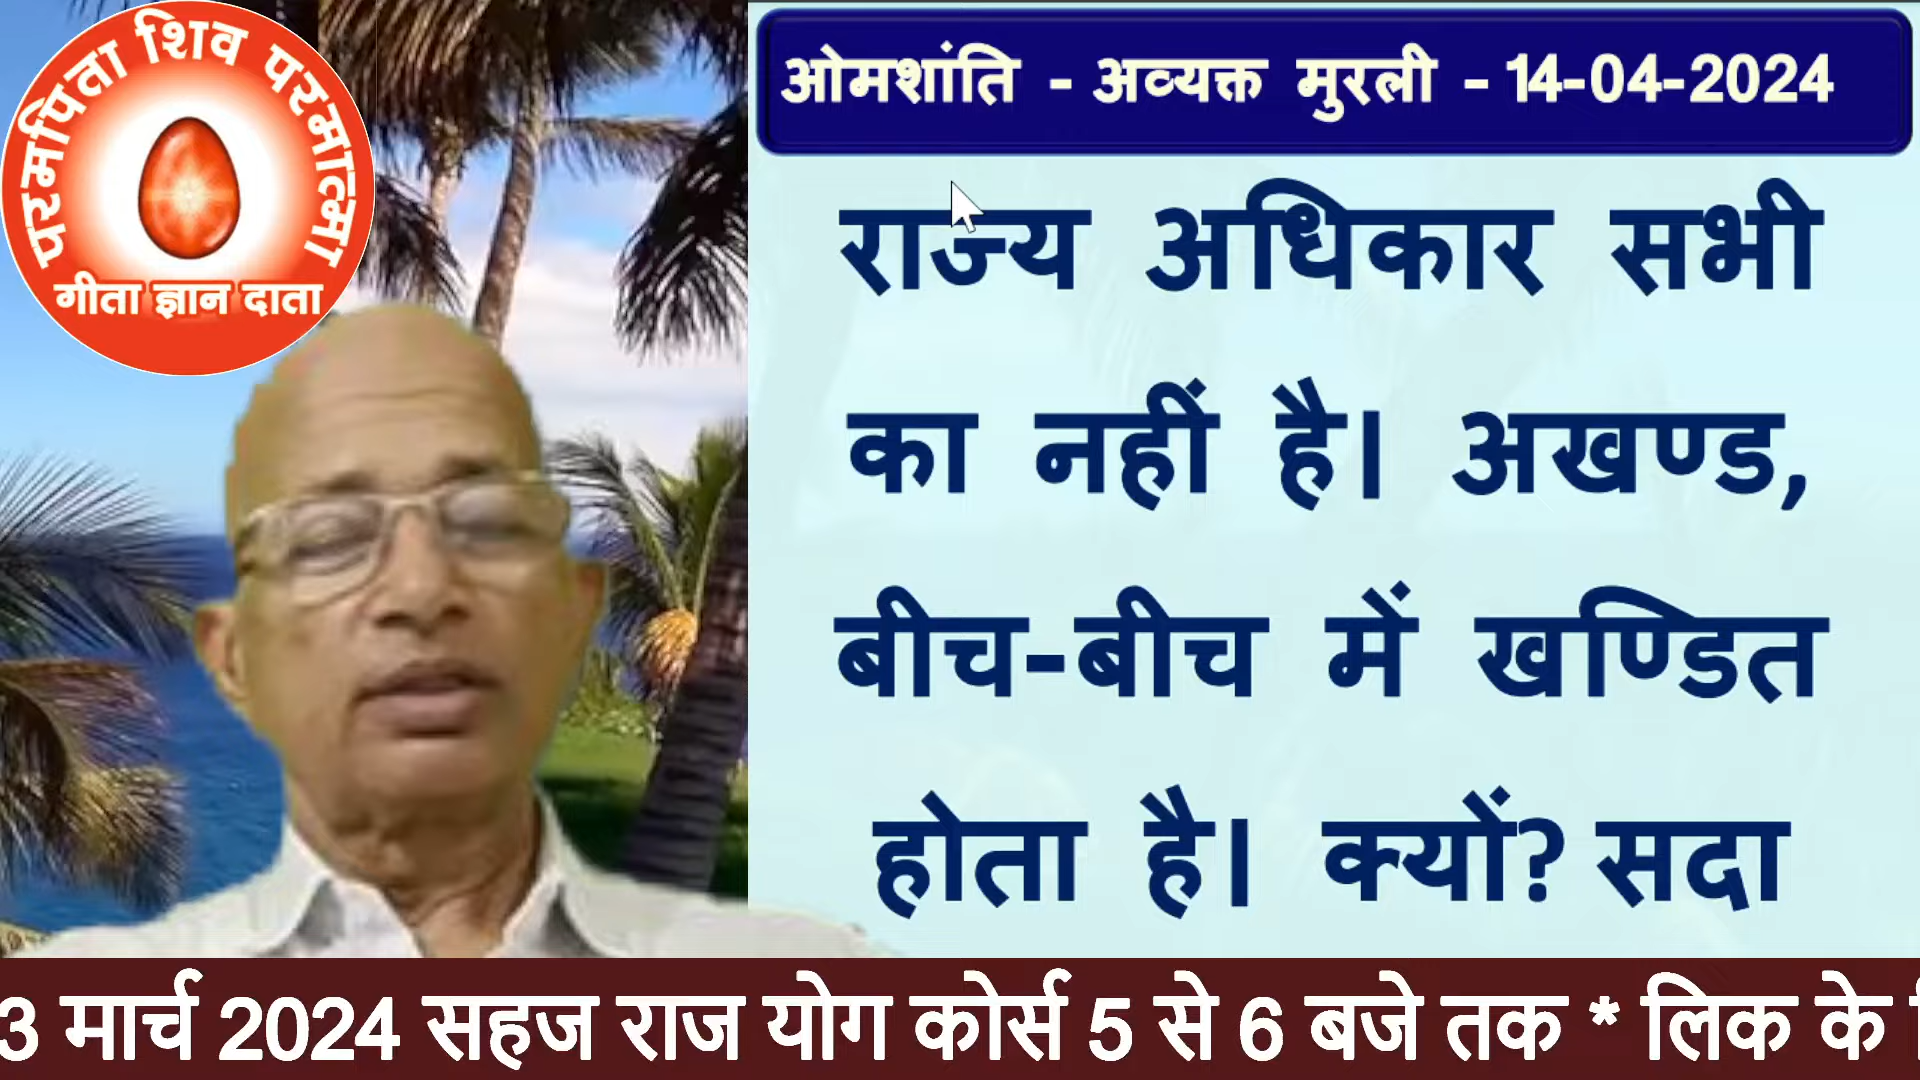 परमपिता शिव परमात्मा
गीता ज्ञान दाता
ओमशांति - अव्यक्त मुरली - 14-04-2024
राज्य अधिकार सभी
का नहीं है। अखण्ड,
बीच-बीच में खण्डित
होता है। क्यों? सदा
3 मार्च 2024 सहज राज योग कोर्स 5 से 6 बजे तक * लिक के